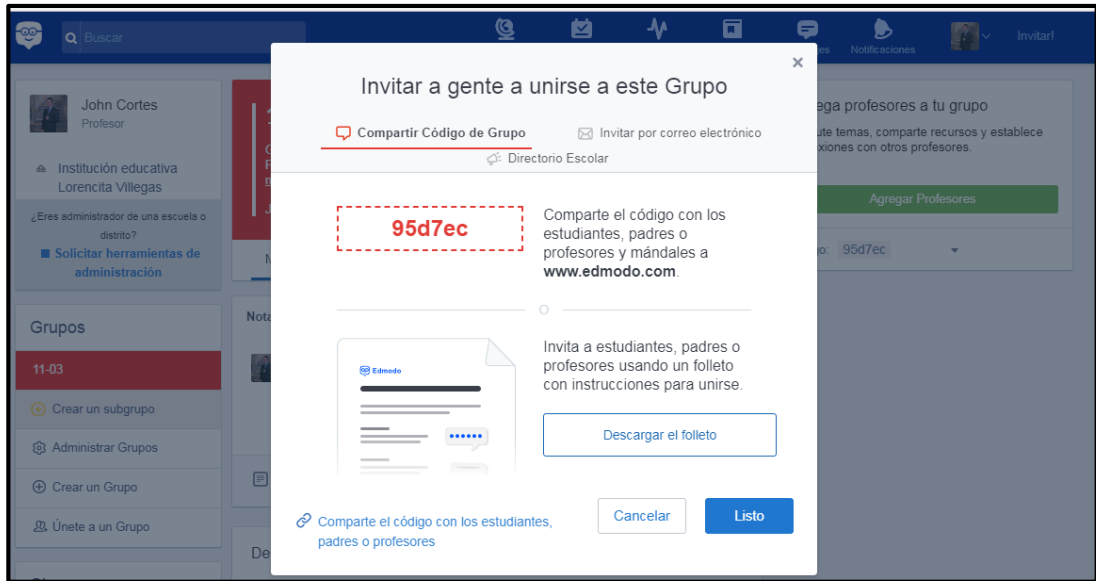 Buscar
Notificaciones
Invitar!
John Cortes
Profesor
Institución educativa
Lorencita Villegas
¿Eres administrador de una escuela o
distrito?
Solicitar herramientas de
administración
Grupos
11-03
Crear un subgrupo
Administrar Grupos
Crear un Grupo
Únete a un Grupo
Invitar a gente a unirse a este Grupo
Compartir Código de Grupo
Invitar por correo electrónico
Directorio Escolar
95d7ec
Comparte el código con los
estudiantes, padres o
profesores y mándales a
www.edmodo.com.
O
Edmodo
Invita a estudiantes, padres o
profesores usando un folleto
con instrucciones para unirse.
Descargar el folleto
Comparte el código con los estudiantes,
padres o profesores
Cancelar
Listo
profesores a tu grupo
temas, comparte recursos y establece
con otros profesores.
Agregar Profesores
95d7ec